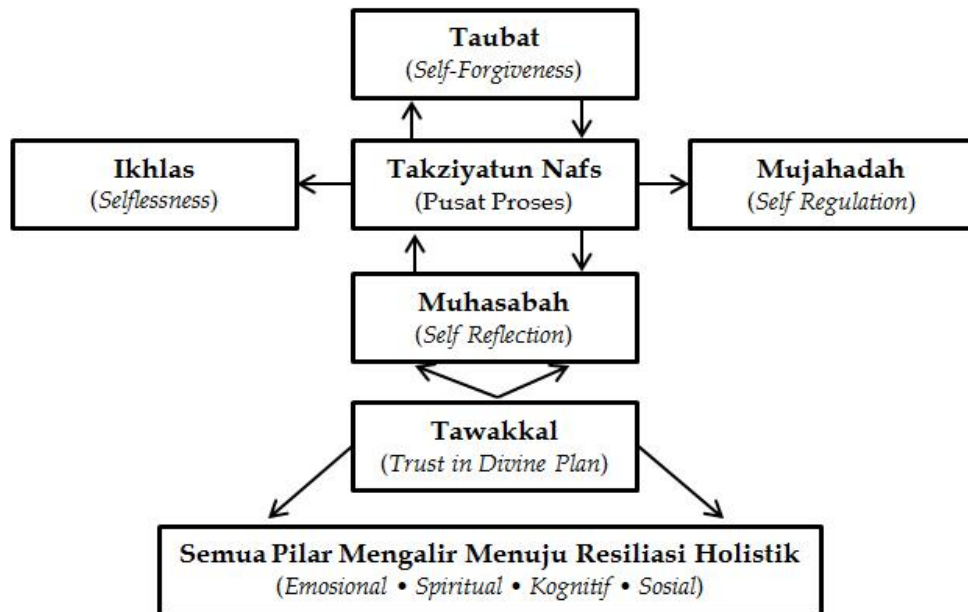 Taubat
(Self-Forgiveness)
Ikhlas
(Selflessness)
Takziyatun Nafs
(Pusat Proses)
Mujahadah
(Self Regulation)
Muhasabah
(Self Reflection)
Tawakkal
(Trust in Divine Plan)
Semua Pilar Mengalir Menuju Resiliasi Holistik
(Emosional • Spiritual • Kognitif • Sosial)